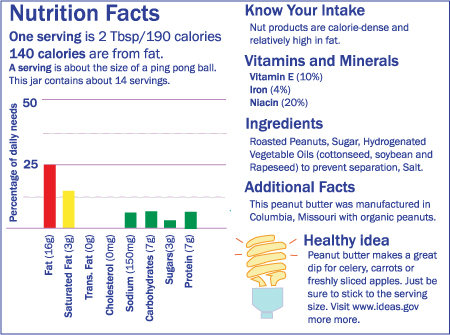 Nutrition Facts
One serving is 2 Tbsp/190 calories
140 calories are from fat.
A serving is about the size of a ping pong ball.
This jar contains about 14 servings.
Percentage of daily needs
50
25
Fat (16g)
Saturated Fat (3g)
Trans. Fat (0g)
Cholesterol (0mg)
Sodium (150mg)
Carbohydrates (7g)
Sugars(3g)
Protein (7g)
Know Your Intake
Nut products are calorie-dense and
relatively high in fat.
Vitamins and Minerals
Vitamin E (10%)
Iron (4%)
Niacin (20%)
Ingredients
Roasted Peanuts, Sugar, Hydrogenated
Vegetable Oils (cottonseed, soybean and
Rapeseed) to prevent separation, Salt.
Additional Facts
This peanut butter was manufactured in
Columbia, Missouri with organic peanuts.
Healthy idea
Peanut butter makes a great
dip for celery, carrots or
freshly sliced apples. Just be
sure to stick to the serving
size. Visit www.ideas.gov
more more.